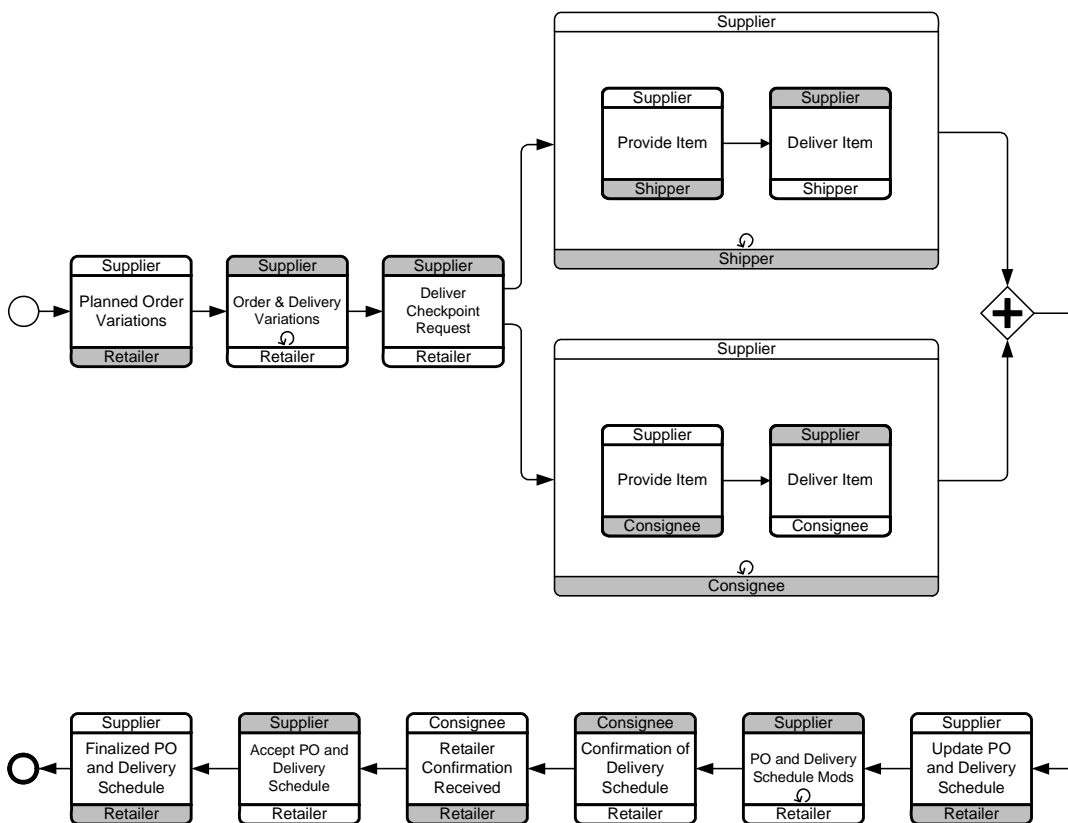 Supplier
Supplier
Provide Item
Shipper
Supplier
Deliver Item
Shipper
Shipper
Supplier
Planned Order
Variations
Retailer
Supplier
Order & Delivery
Variations
Retailer
Supplier
Deliver
Checkpoint
Request
Retailer
Supplier
Supplier
Provide Item
Consignee
Supplier
Deliver Item
Consignee
Consignee
Supplier
Finalized PO
and Delivery
Schedule
Retailer
Supplier
Accept PO and
Delivery
Schedule
Retailer
Consignee
Retailer
Confirmation
Received
Retailer
Consignee
Confirmation of
Delivery
Schedule
Retailer
Supplier
PO and Delivery
Schedule Mods
Retailer
Supplier
Update PO
and Delivery
Schedule
Retailer